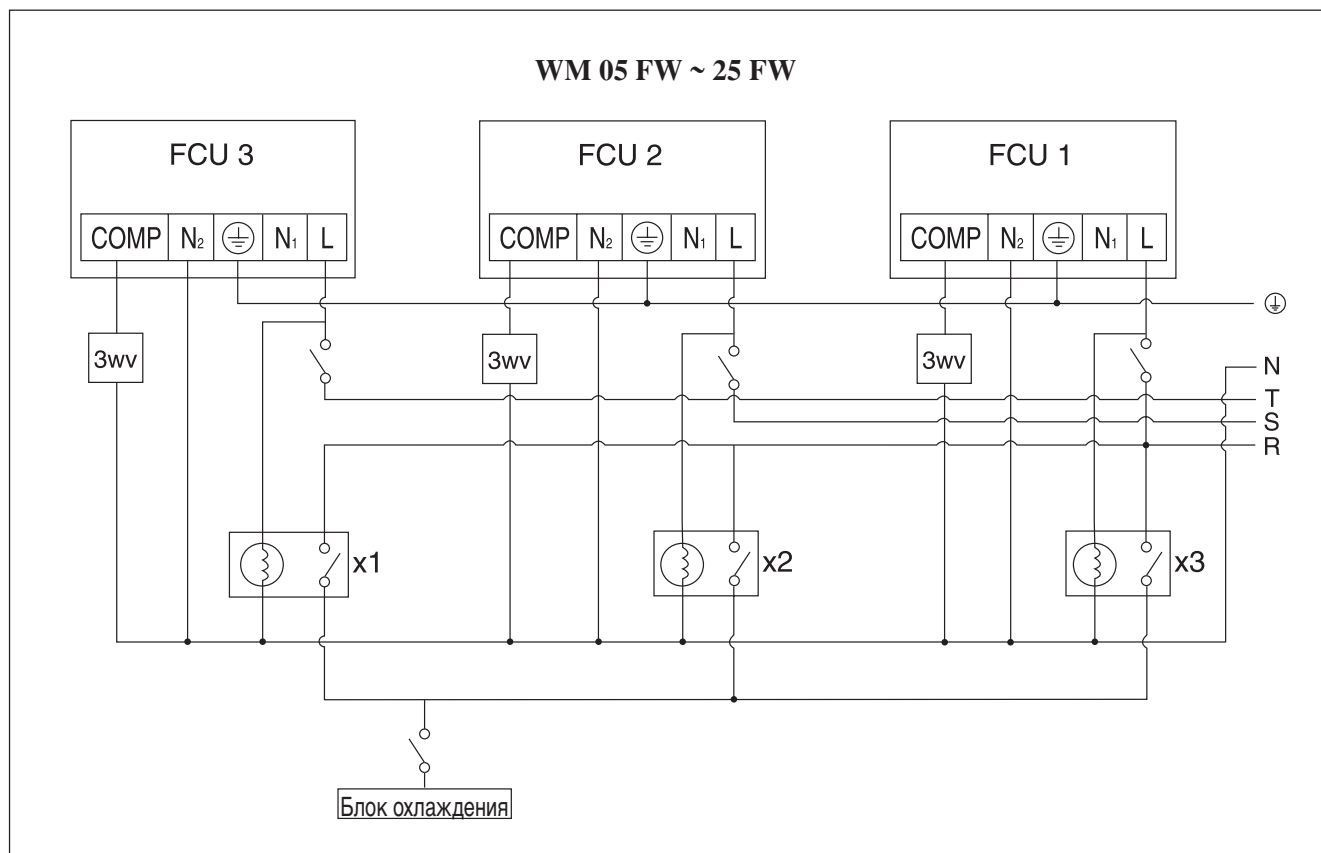 WM 05 FW ~ 25 FW
FCU 3
FCU 2
FCU 1
COMP N₂ N₁ L
COMP N₂ N₁ L
COMP N₂ N₁ L
3wv
3wv
3wv
N
T
S
R
x1
x2
x3
Блок охлаждения